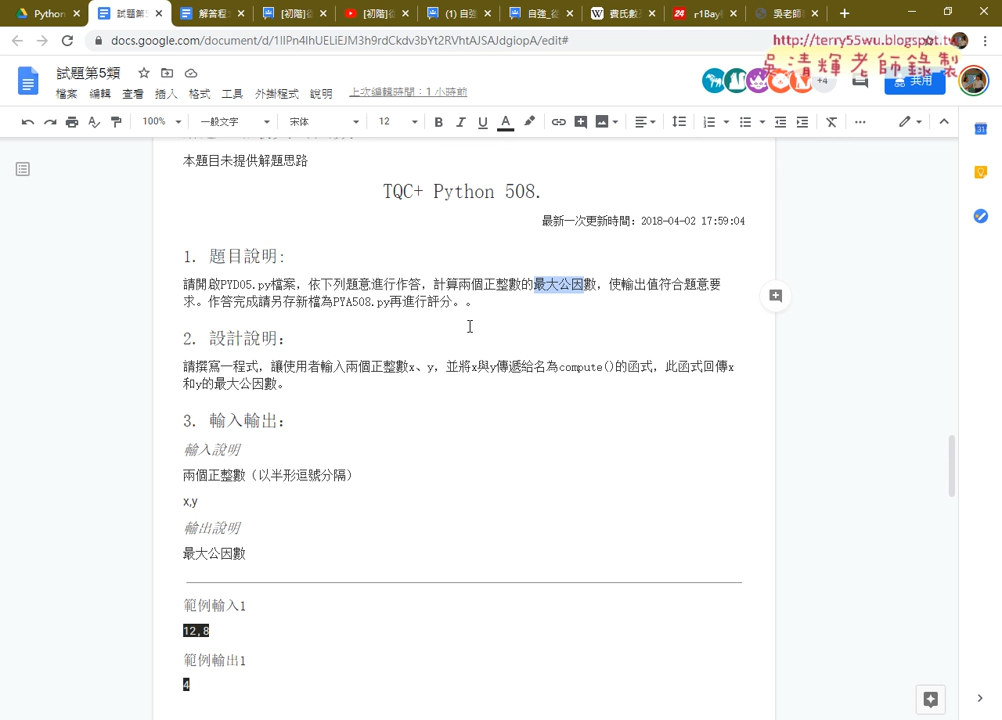 Python
試題第5
解答程
[初階]
[初階]
(1) 自強
自強_從
費氏數
r1Bayl
吳老師
docs.google.com/document/d/1IIPn4IhUELiEJM3h9rdCkdv3bYt2RVhtAJSAJdgiopA/edit#
http://terry55wu.blogspot.tw
吳清輝老師錄製
試題第5類
檔案 編輯 查看 插入 格式 工具 外掛程式 說明 上次編輯時間：1 小時前
+4
共用
100% 一般文字 宋体 12
本題目未提供解題思路
TQC+ Python 508.
最新一次更新時間：2018-04-02 17:59:04
1. 題目說明:
請開啟PYD05.py檔案，依下列題意進行作答，計算兩個正整數的最大公因數，使輸出值符合題意要
求。作答完成請另存新檔為PYA508.py再進行評分。。
2. 設計說明：
請撰寫一程式，讓使用者輸入兩個正整數x、y，並將x與y傳遞給名為compute()的函式，此函式回傳x
和y的最大公因數。
3. 輸入輸出：
輸入說明
兩個正整數（以半形逗號分隔）
x,y
輸出說明
最大公因數
範例輸入1
12,8
範例輸出1
4